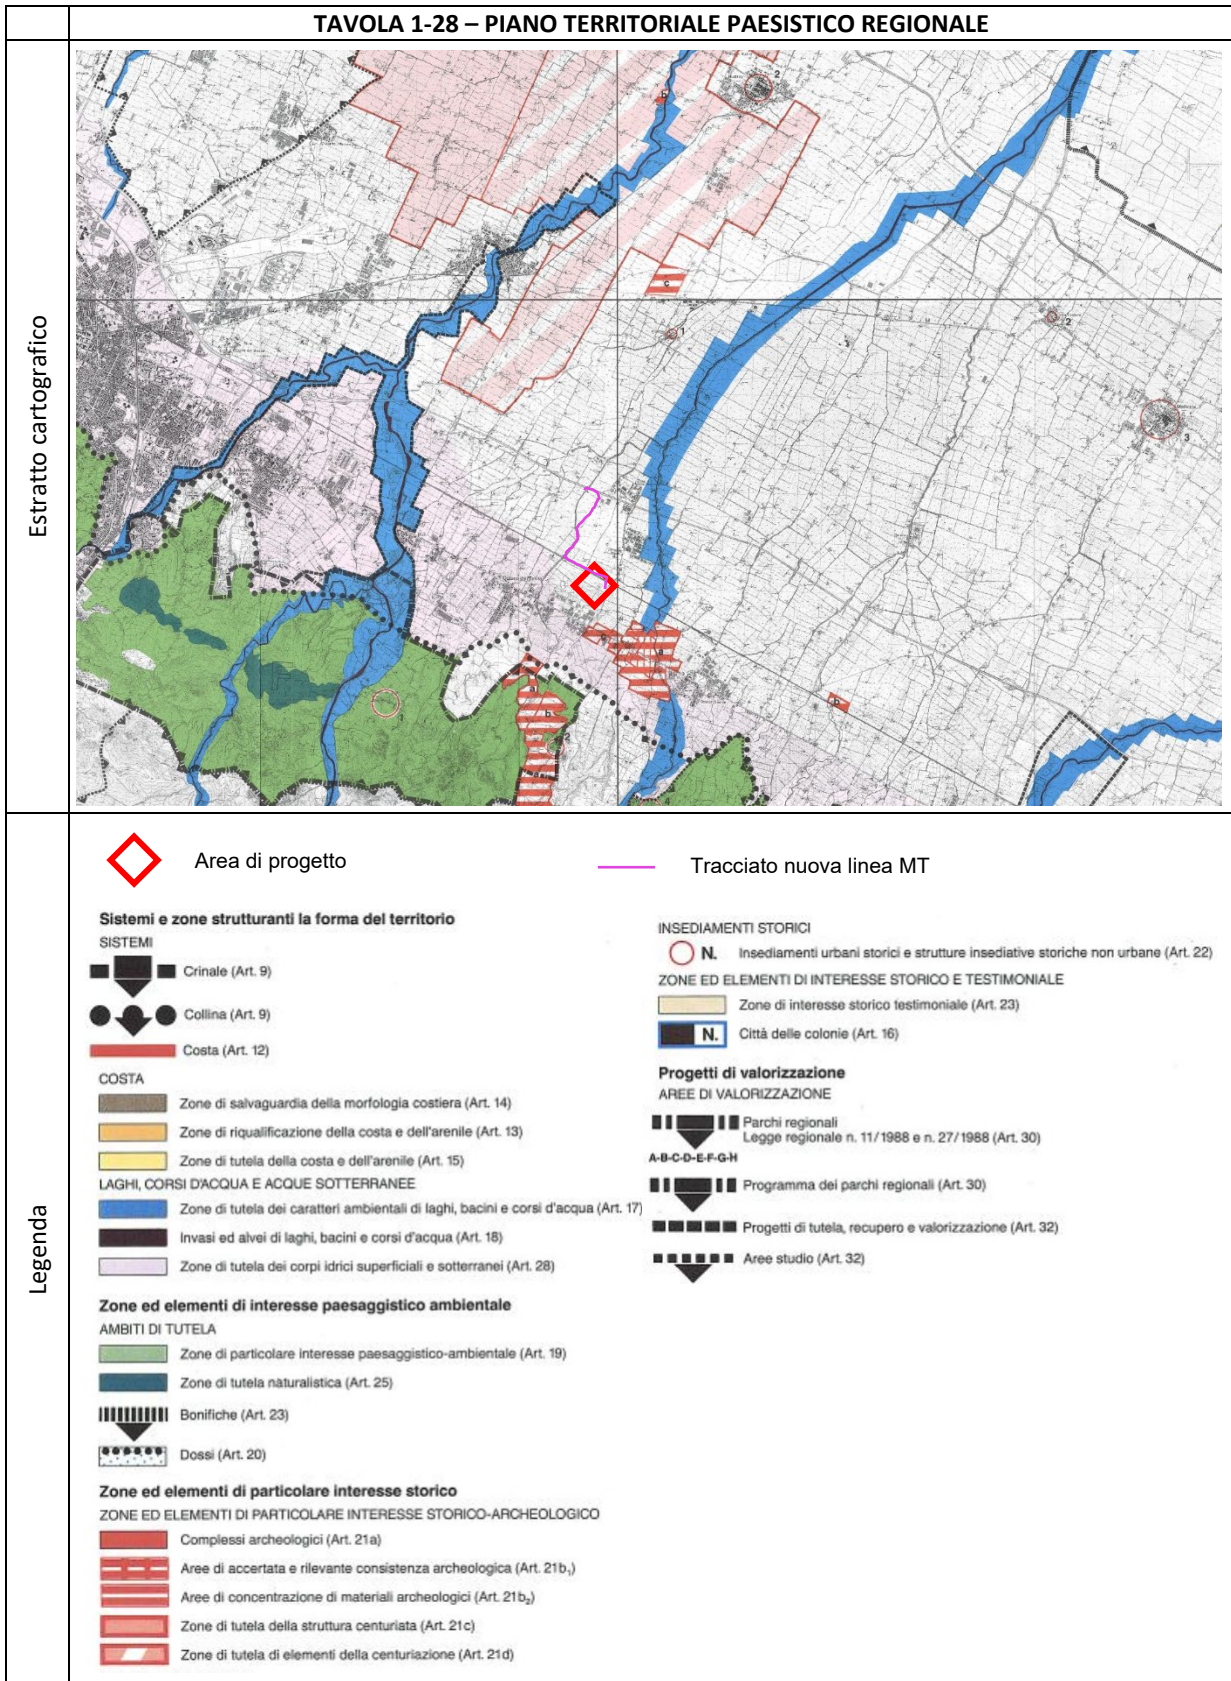 TAVOLA 1-28 – PIANO TERRITORIALE PAESISTICO REGIONALE
Estratto cartografico
2
b
c
1
2
3
a
a
b
b
Legenda
Area di progetto
Tracciato nuova linea MT
Sistemi e zone strutturanti la forma del territorio
SISTEMI
Crinale (Art. 9)
Collina (Art. 9)
Costa (Art. 12)
COSTA
Zone di salvaguardia della morfologia costiera (Art. 14)
Zone di riqualificazione della costa e dell'arenile (Art. 13)
Zone di tutela della costa e dell'arenile (Art. 15)
LAGHI, CORSI D'ACQUA E ACQUE SOTTERRANEE
Zone di tutela dei caratteri ambientali di laghi, bacini e corsi d'acqua (Art. 17)
Invasi ed alvei di laghi, bacini e corsi d'acqua (Art. 18)
Zone di tutela dei corpi idrici superficiali e sotterranei (Art. 28)
Zone ed elementi di interesse paesaggistico ambientale
AMBITI DI TUTELA
Zone di particolare interesse paesaggistico-ambientale (Art. 19)
Zone di tutela naturalistica (Art. 25)
Bonifiche (Art. 23)
Dossi (Art. 20)
Zone ed elementi di particolare interesse storico
ZONE ED ELEMENTI DI PARTICOLARE INTERESSE STORICO-ARCHEOLOGICO
Complessi archeologici (Art. 21a)
Aree di accertata e rilevante consistenza archeologica (Art. 21b₁)
Aree di concentrazione di materiali archeologici (Art. 21b₂)
Zone di tutela della struttura centuriata (Art. 21c)
Zone di tutela di elementi della centuriazione (Art. 21d)
INSEDIAMENTI STORICI
N. Insediamenti urbani storici e strutture insediative storiche non urbane (Art. 22)
ZONE ED ELEMENTI DI INTERESSE STORICO E TESTIMONIALE
Zone di interesse storico testimoniale (Art. 23)
N. Città delle colonie (Art. 16)
Progetti di valorizzazione
AREE DI VALORIZZAZIONE
Parchi regionali
Legge regionale n. 11/1988 e n. 27/1988 (Art. 30)
A-B-C-D-E-F-G-H
Programma dei parchi regionali (Art. 30)
Progetti di tutela, recupero e valorizzazione (Art. 32)
Aree studio (Art. 32)